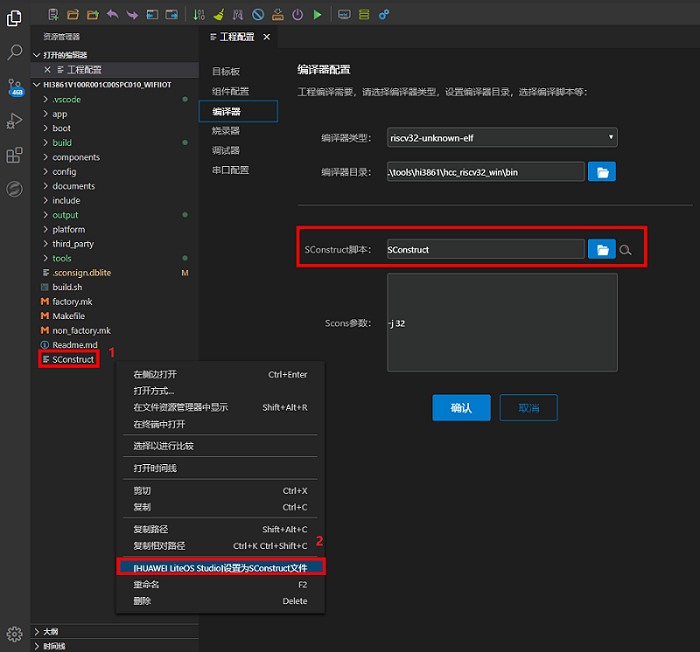 468
资源管理器
打开的编辑器
工程配置
HI3861V100R001C00SPC010_WIFIIOT
.vscode
app
boot
build
components
config
documents
include
output
platform
third_party
tools
.sconsign.dblite M
build.sh
factory.mk
Makefile
non_factory.mk
Readme.md
SConstruct
1
大纲
时间线
工程配置
目标板
组件配置
编译器
烧录器
调试器
串口配置
编译器配置
工程编译需要，请选择编译器类型，设置编译器目录，选择编译脚本等：
编译器类型： riscv32-unknown-elf
编译器目录： .\tools\hi3861\hcc_riscv32_win\bin
SConstruct脚本： SConstruct
Scons参数： -j 32
确认 取消
在侧边打开 Ctrl+Enter
打开方式...
在文件资源管理器中显示 Shift+Alt+R
在终端中打开
选择以进行比较
打开时间线
剪切 Ctrl+X
复制 Ctrl+C
复制路径 Shift+Alt+C
复制相对路径 Ctrl+K Ctrl+Shift+C
2
[HUAWEI LiteOS Studio]设置为SConstruct文件
重命名 F2
删除 Delete